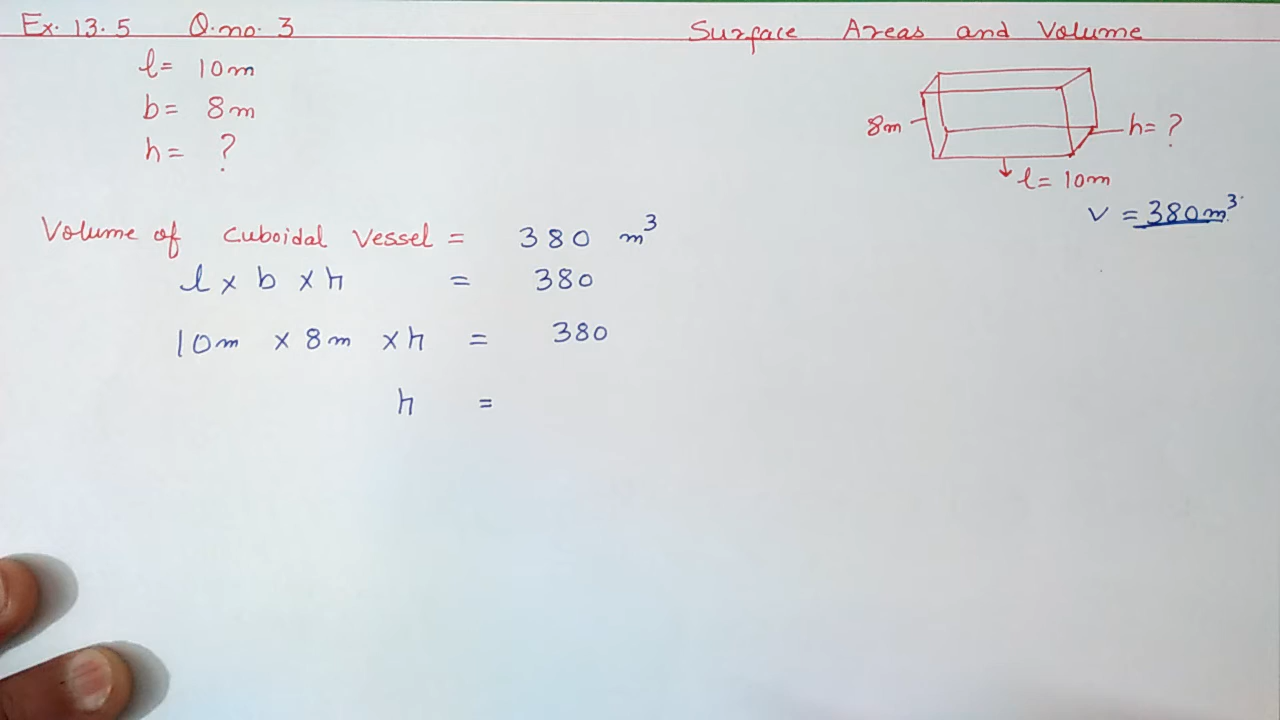 Ex. 13.5 Q.no. 3 Surface Areas and Volume
l = 10m
b = 8m
h = ?
8m
h = ?
l = 10m
V = 380m³
Volume of cuboidal vessel = 380 m³
l × b × h = 380
10m × 8m × h = 380
h =